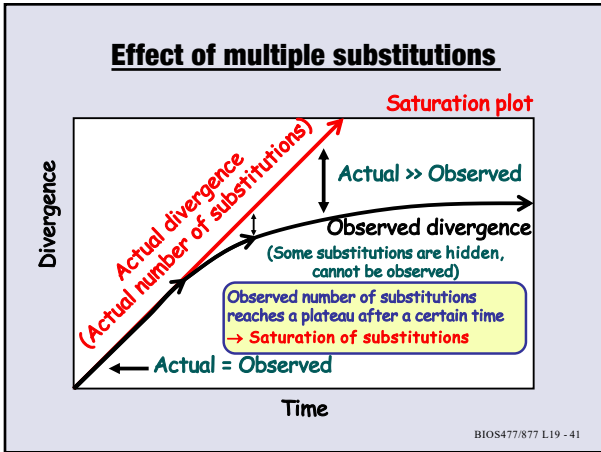 Effect of multiple substitutions
Saturation plot
Divergence
Actual divergence
(Actual number of substitutions)
Actual >> Observed
Observed divergence
(Some substitutions are hidden,
cannot be observed)
Observed number of substitutions
reaches a plateau after a certain time
→ Saturation of substitutions
Actual = Observed
Time
BIOS477/877 L19 - 41